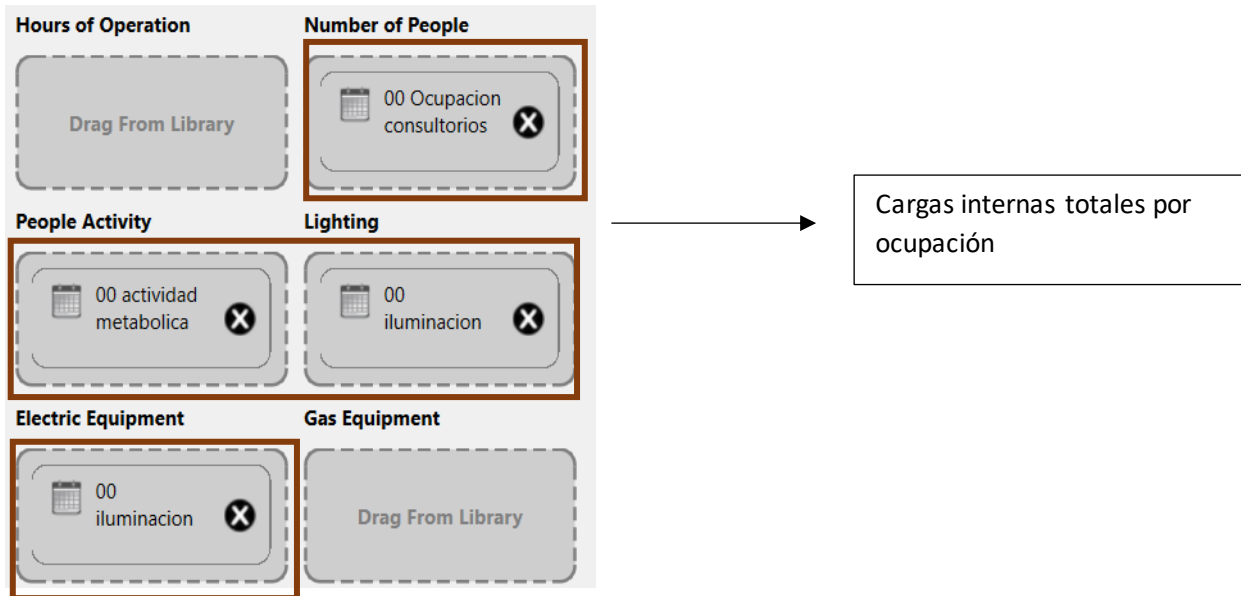 Hours of Operation
Number of People
Drag From Library
00 Ocupacion
consultorios
People Activity
Lighting
00 actividad
metabolica
00
iluminacion
Electric Equipment
Gas Equipment
00
iluminacion
Drag From Library
Cargas internas totales por
ocupación